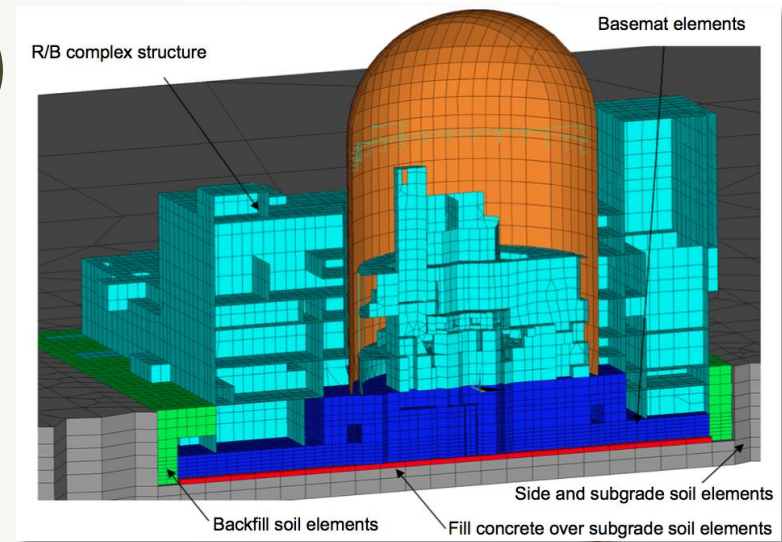 Basemat elements
R/B complex structure
Side and subgrade soil elements
Backfill soil elements
Fill concrete over subgrade soil elements